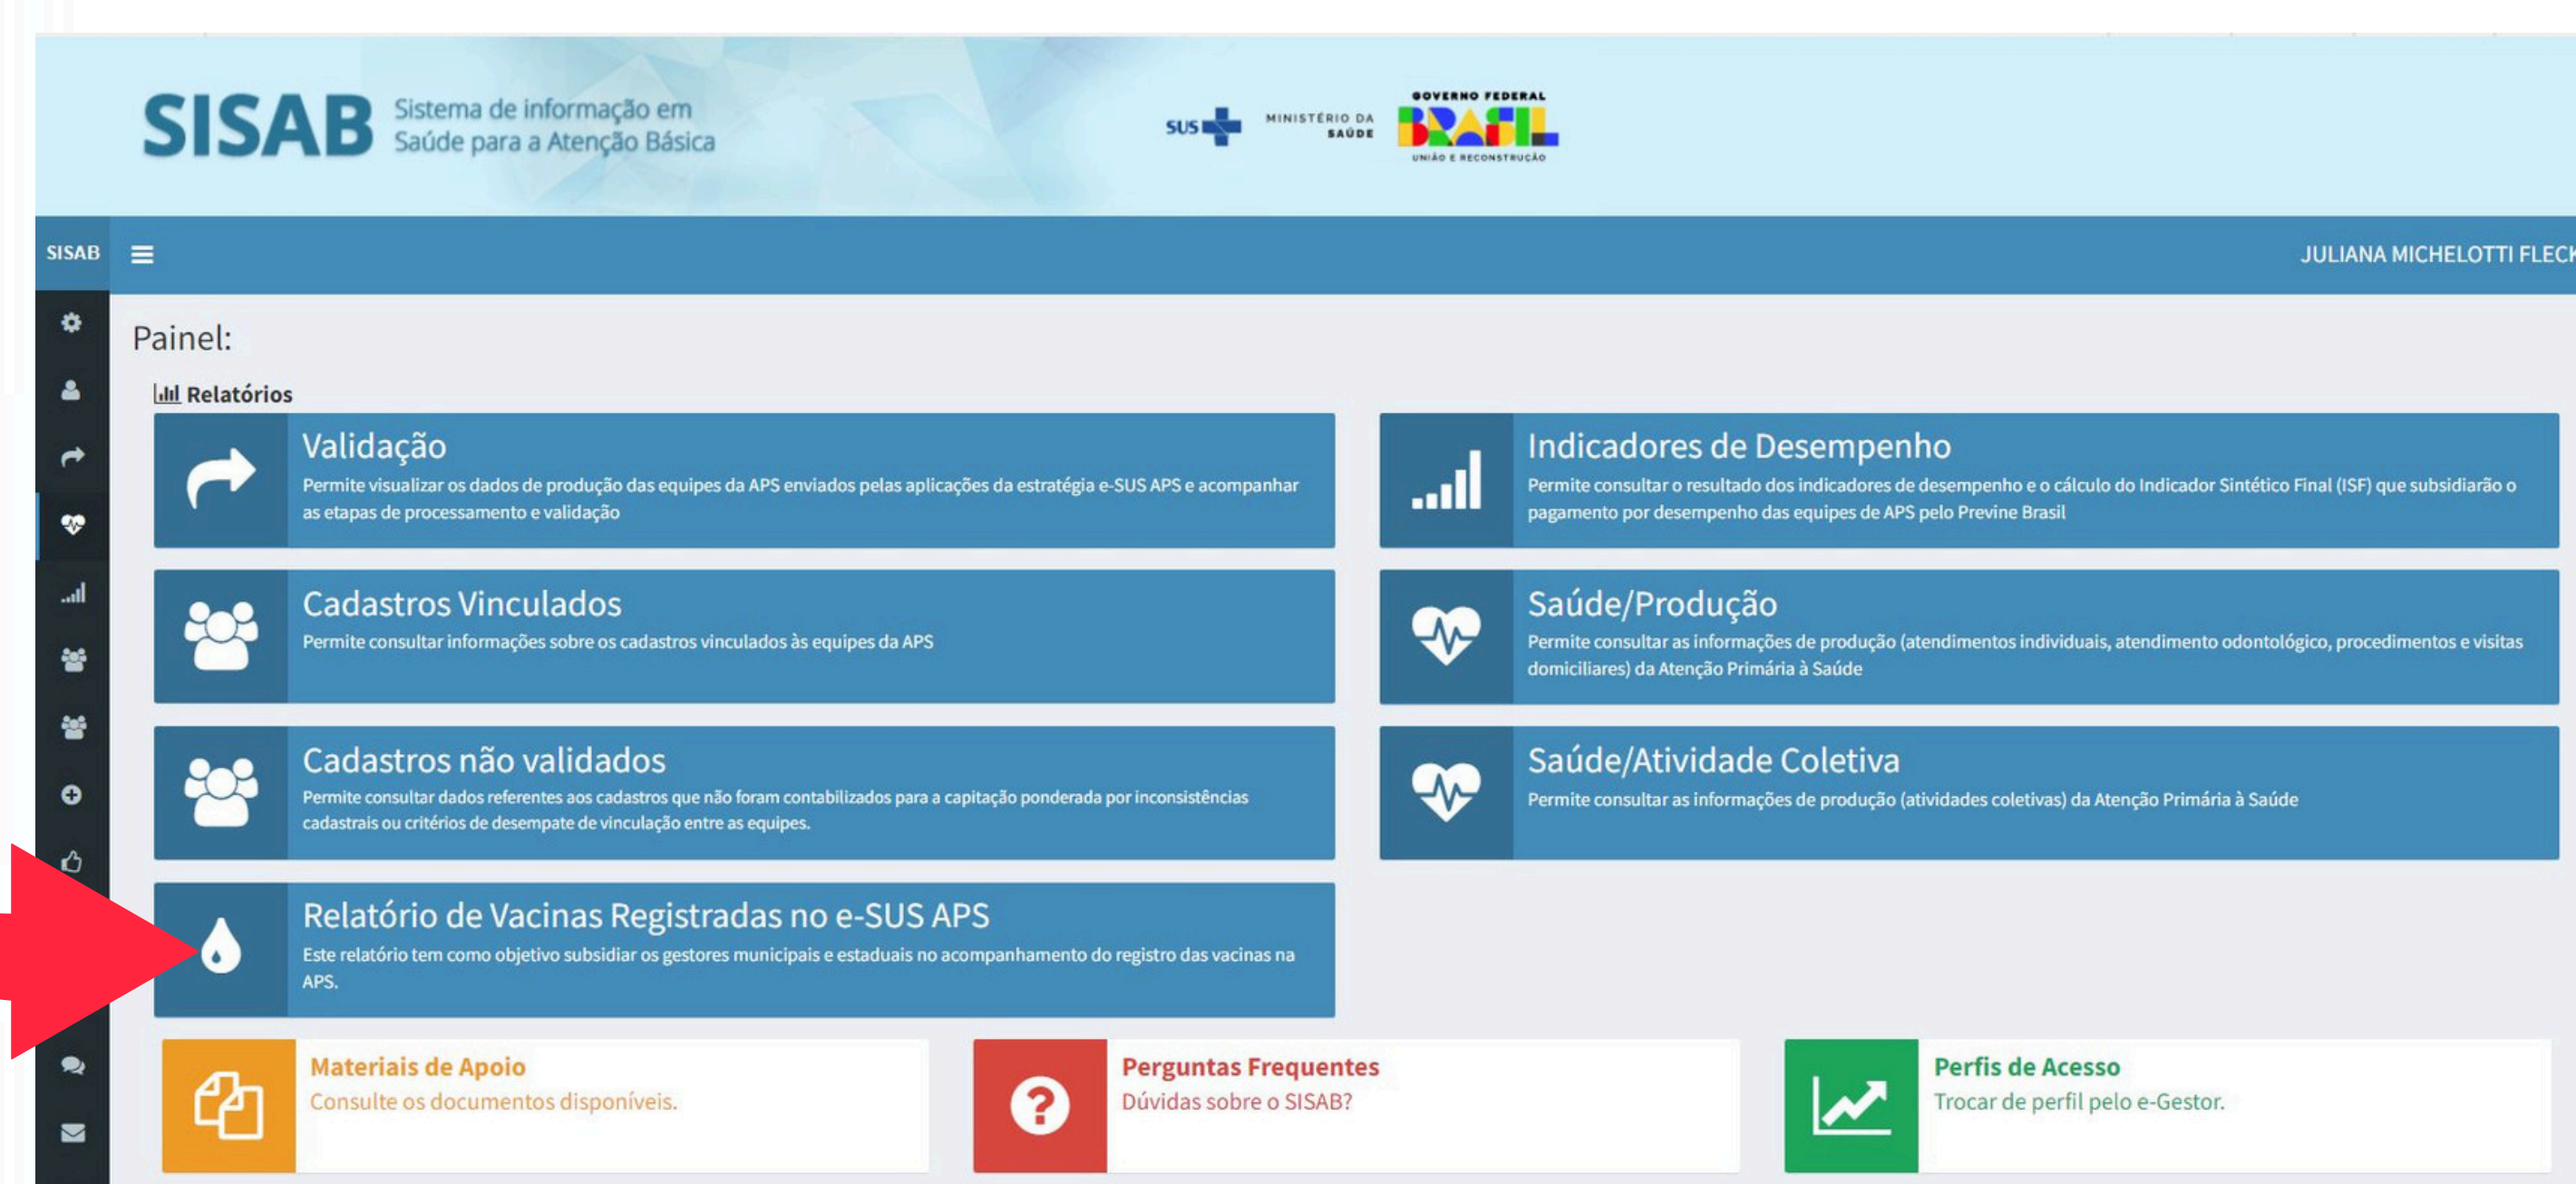 SISAB
Sistema de informação em
Saúde para a Atenção Básica
SUS
MINISTÉRIO DA
SAÚDE
GOVERNO FEDERAL
BRASIL
UNIÃO E RECONSTRUÇÃO
SISAB
JULIANA MICHELOTTI FLECK
Painel:
Relatórios
Validação
Permite visualizar os dados de produção das equipes da APS enviados pelas aplicações da estratégia e-SUS APS e acompanhar
as etapas de processamento e validação
Indicadores de Desempenho
Permite consultar o resultado dos indicadores de desempenho e o cálculo do Indicador Sintético Final (ISF) que subsidiarão o
pagamento por desempenho das equipes de APS pelo Previne Brasil
Cadastros Vinculados
Permite consultar informações sobre os cadastros vinculados às equipes da APS
Saúde/Produção
Permite consultar as informações de produção (atendimentos individuais, atendimento odontológico, procedimentos e visitas
domiciliares) da Atenção Primária à Saúde
Cadastros não validados
Permite consultar dados referentes aos cadastros que não foram contabilizados para a capitação ponderada por inconsistências
cadastrais ou critérios de desempate de vinculação entre as equipes.
Saúde/Atividade Coletiva
Permite consultar as informações de produção (atividades coletivas) da Atenção Primária à Saúde
Relatório de Vacinas Registradas no e-SUS APS
Este relatório tem como objetivo subsidiar os gestores municipais e estaduais no acompanhamento do registro das vacinas na
APS.
Materiais de Apoio
Consulte os documentos disponíveis.
Perguntas Frequentes
Dúvidas sobre o SISAB?
Perfis de Acesso
Trocar de perfil pelo e-Gestor.